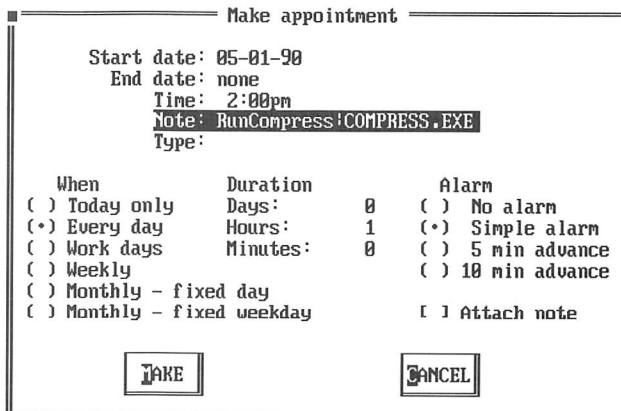 Make appointment
Start date: 05-01-90
End date: none
Time: 2:00pm
Note: RunCompress¦COMPRESS.EXE
Type:
When Duration Alarm
( ) Today only Days: 0 ( ) No alarm
(•) Every day Hours: 1 (•) Simple alarm
( ) Work days Minutes: 0 ( ) 5 min advance
( ) Weekly ( ) 10 min advance
( ) Monthly - fixed day
( ) Monthly - fixed weekday [ ] Attach note
MAKE CANCEL